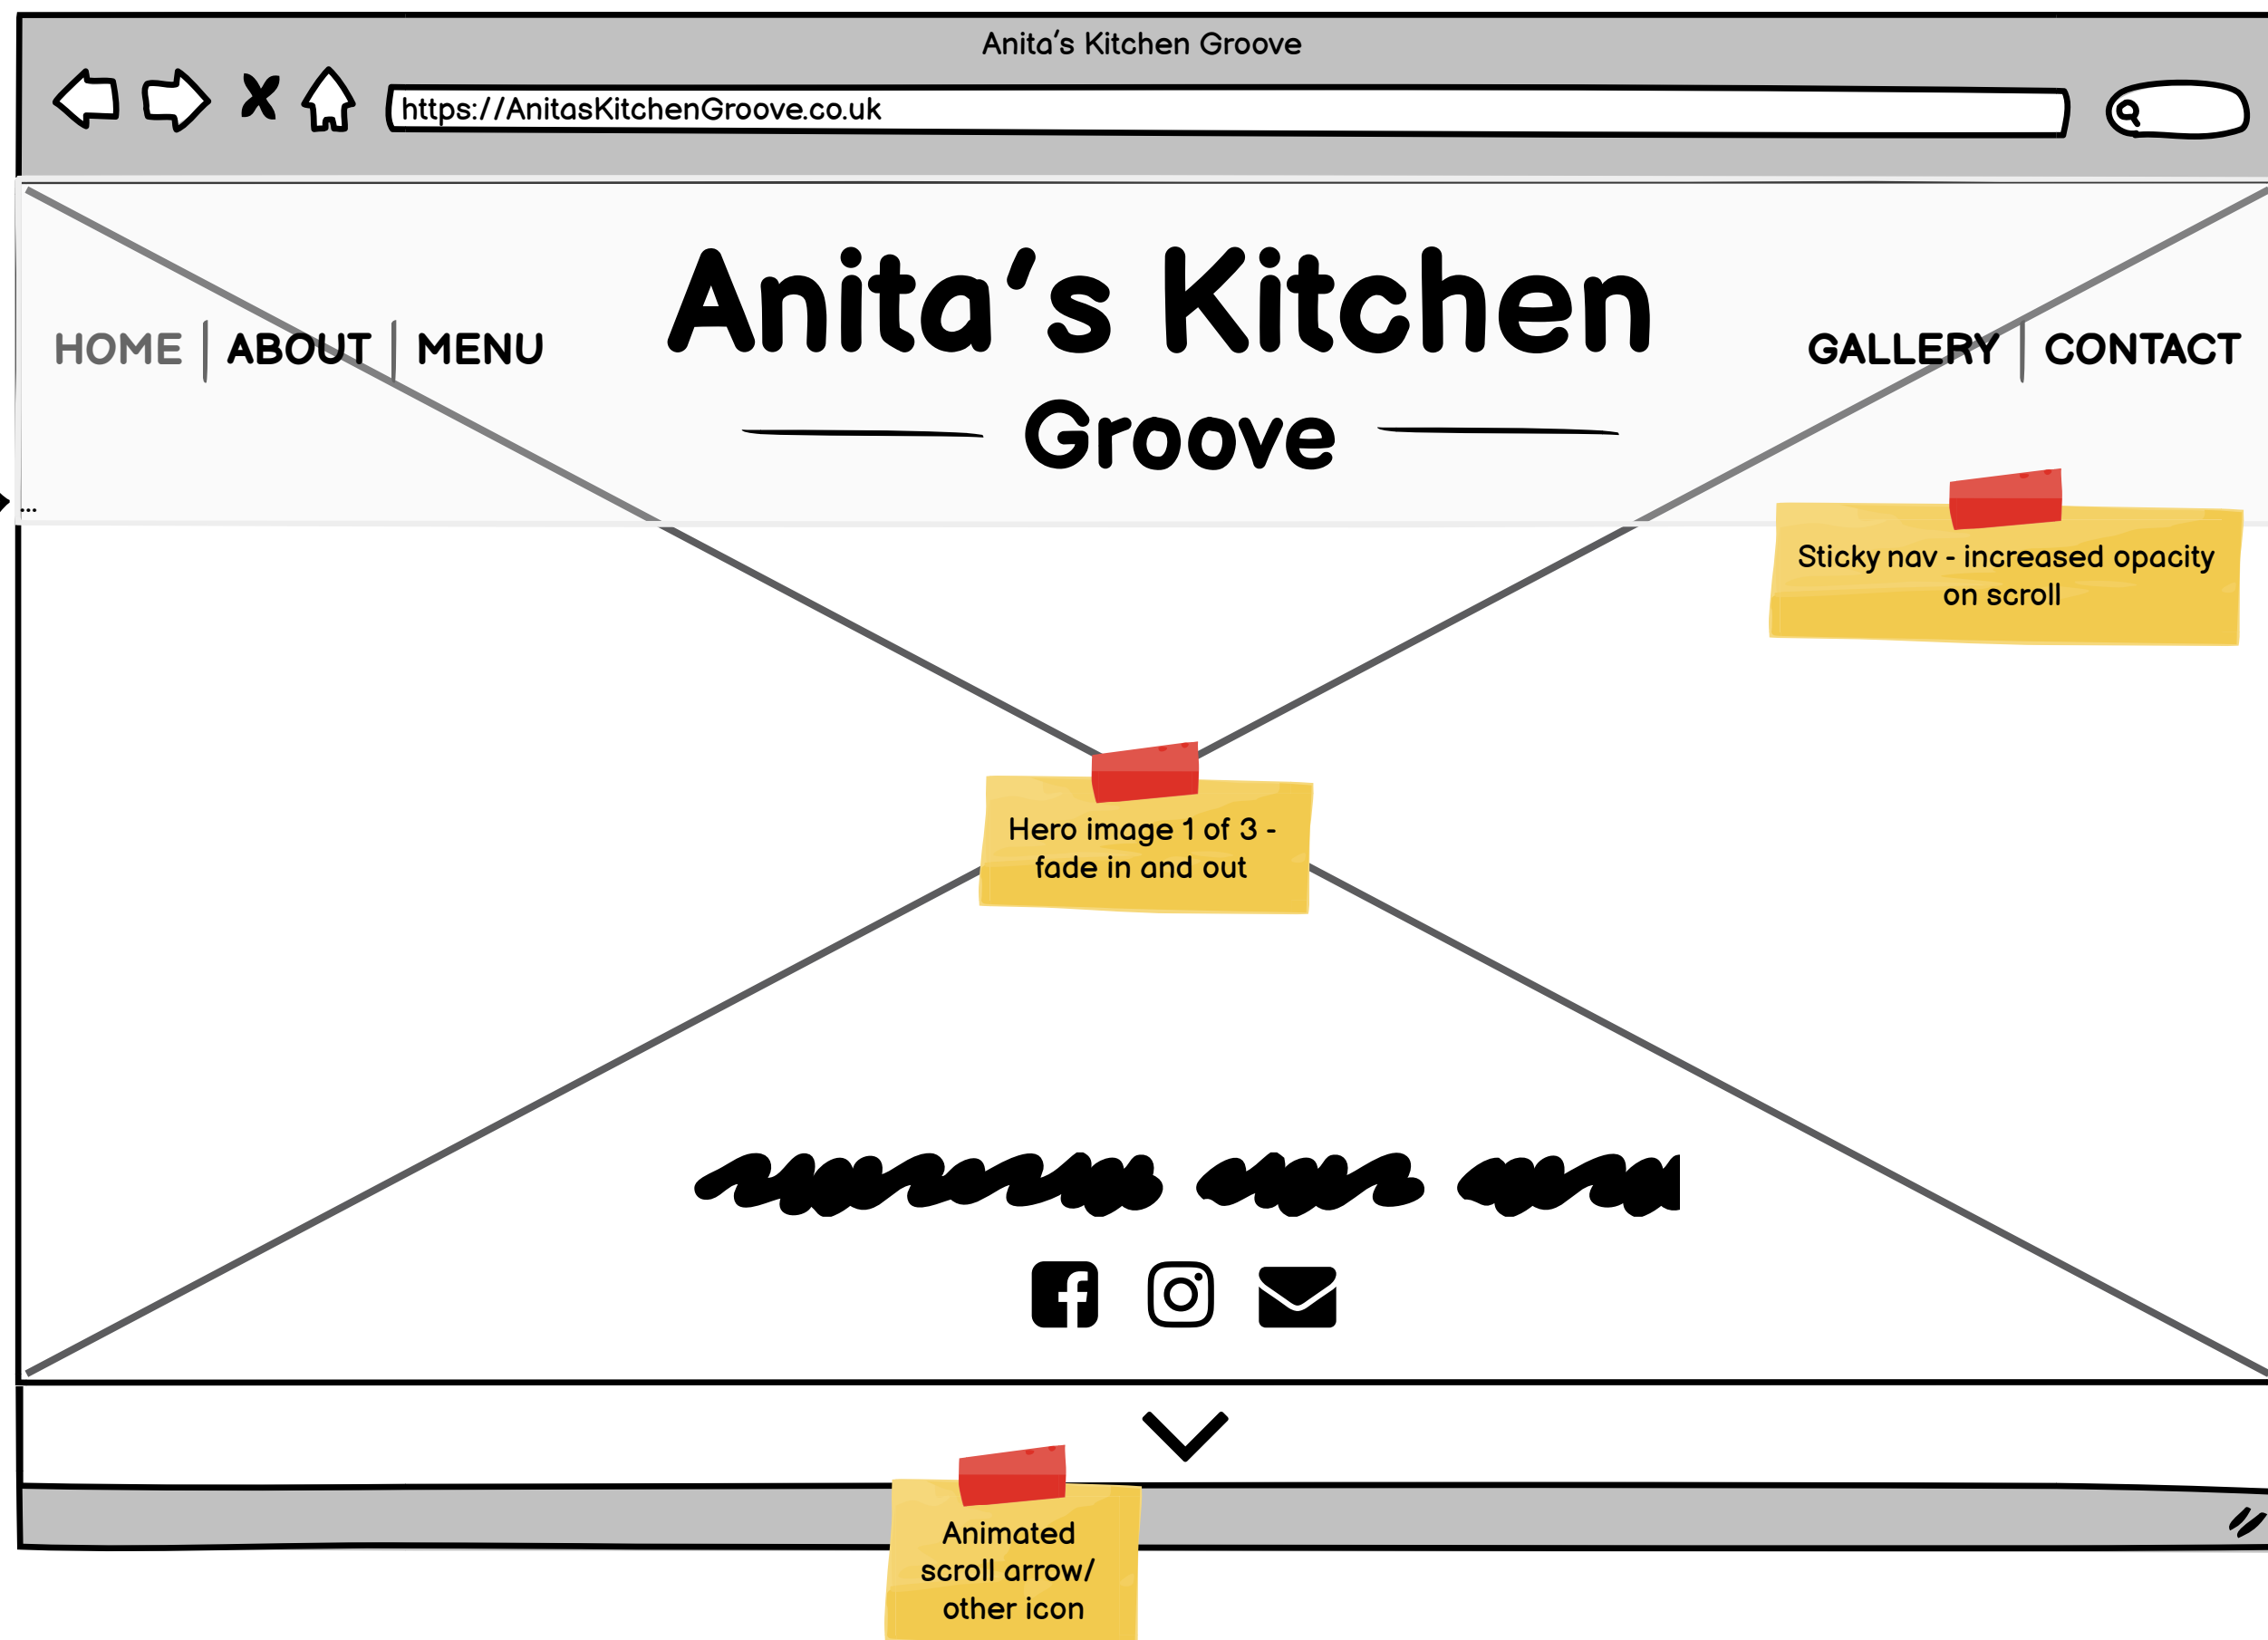 Anita's Kitchen Groove
https://AnitasKitchenGroove.co.uk
Anita's Kitchen
HOME | ABOUT | MENU
GALLERY | CONTACT
Groove
...
Sticky nav - increased opacity
on scroll
Hero image 1 of 3 -
fade in and out
Animated
scroll arrow/
other icon